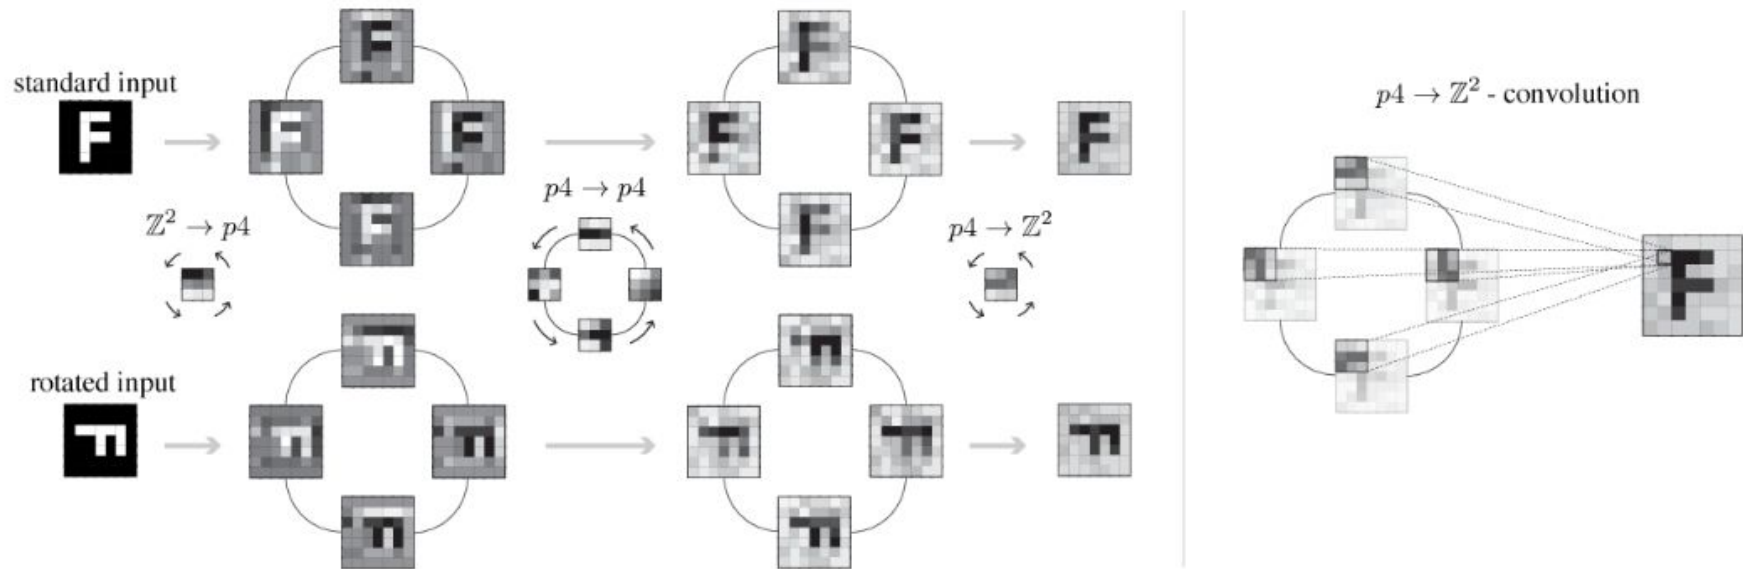 standard input
ℤ² → p4
p4 → p4
p4 → ℤ²
rotated input
p4 → ℤ² - convolution